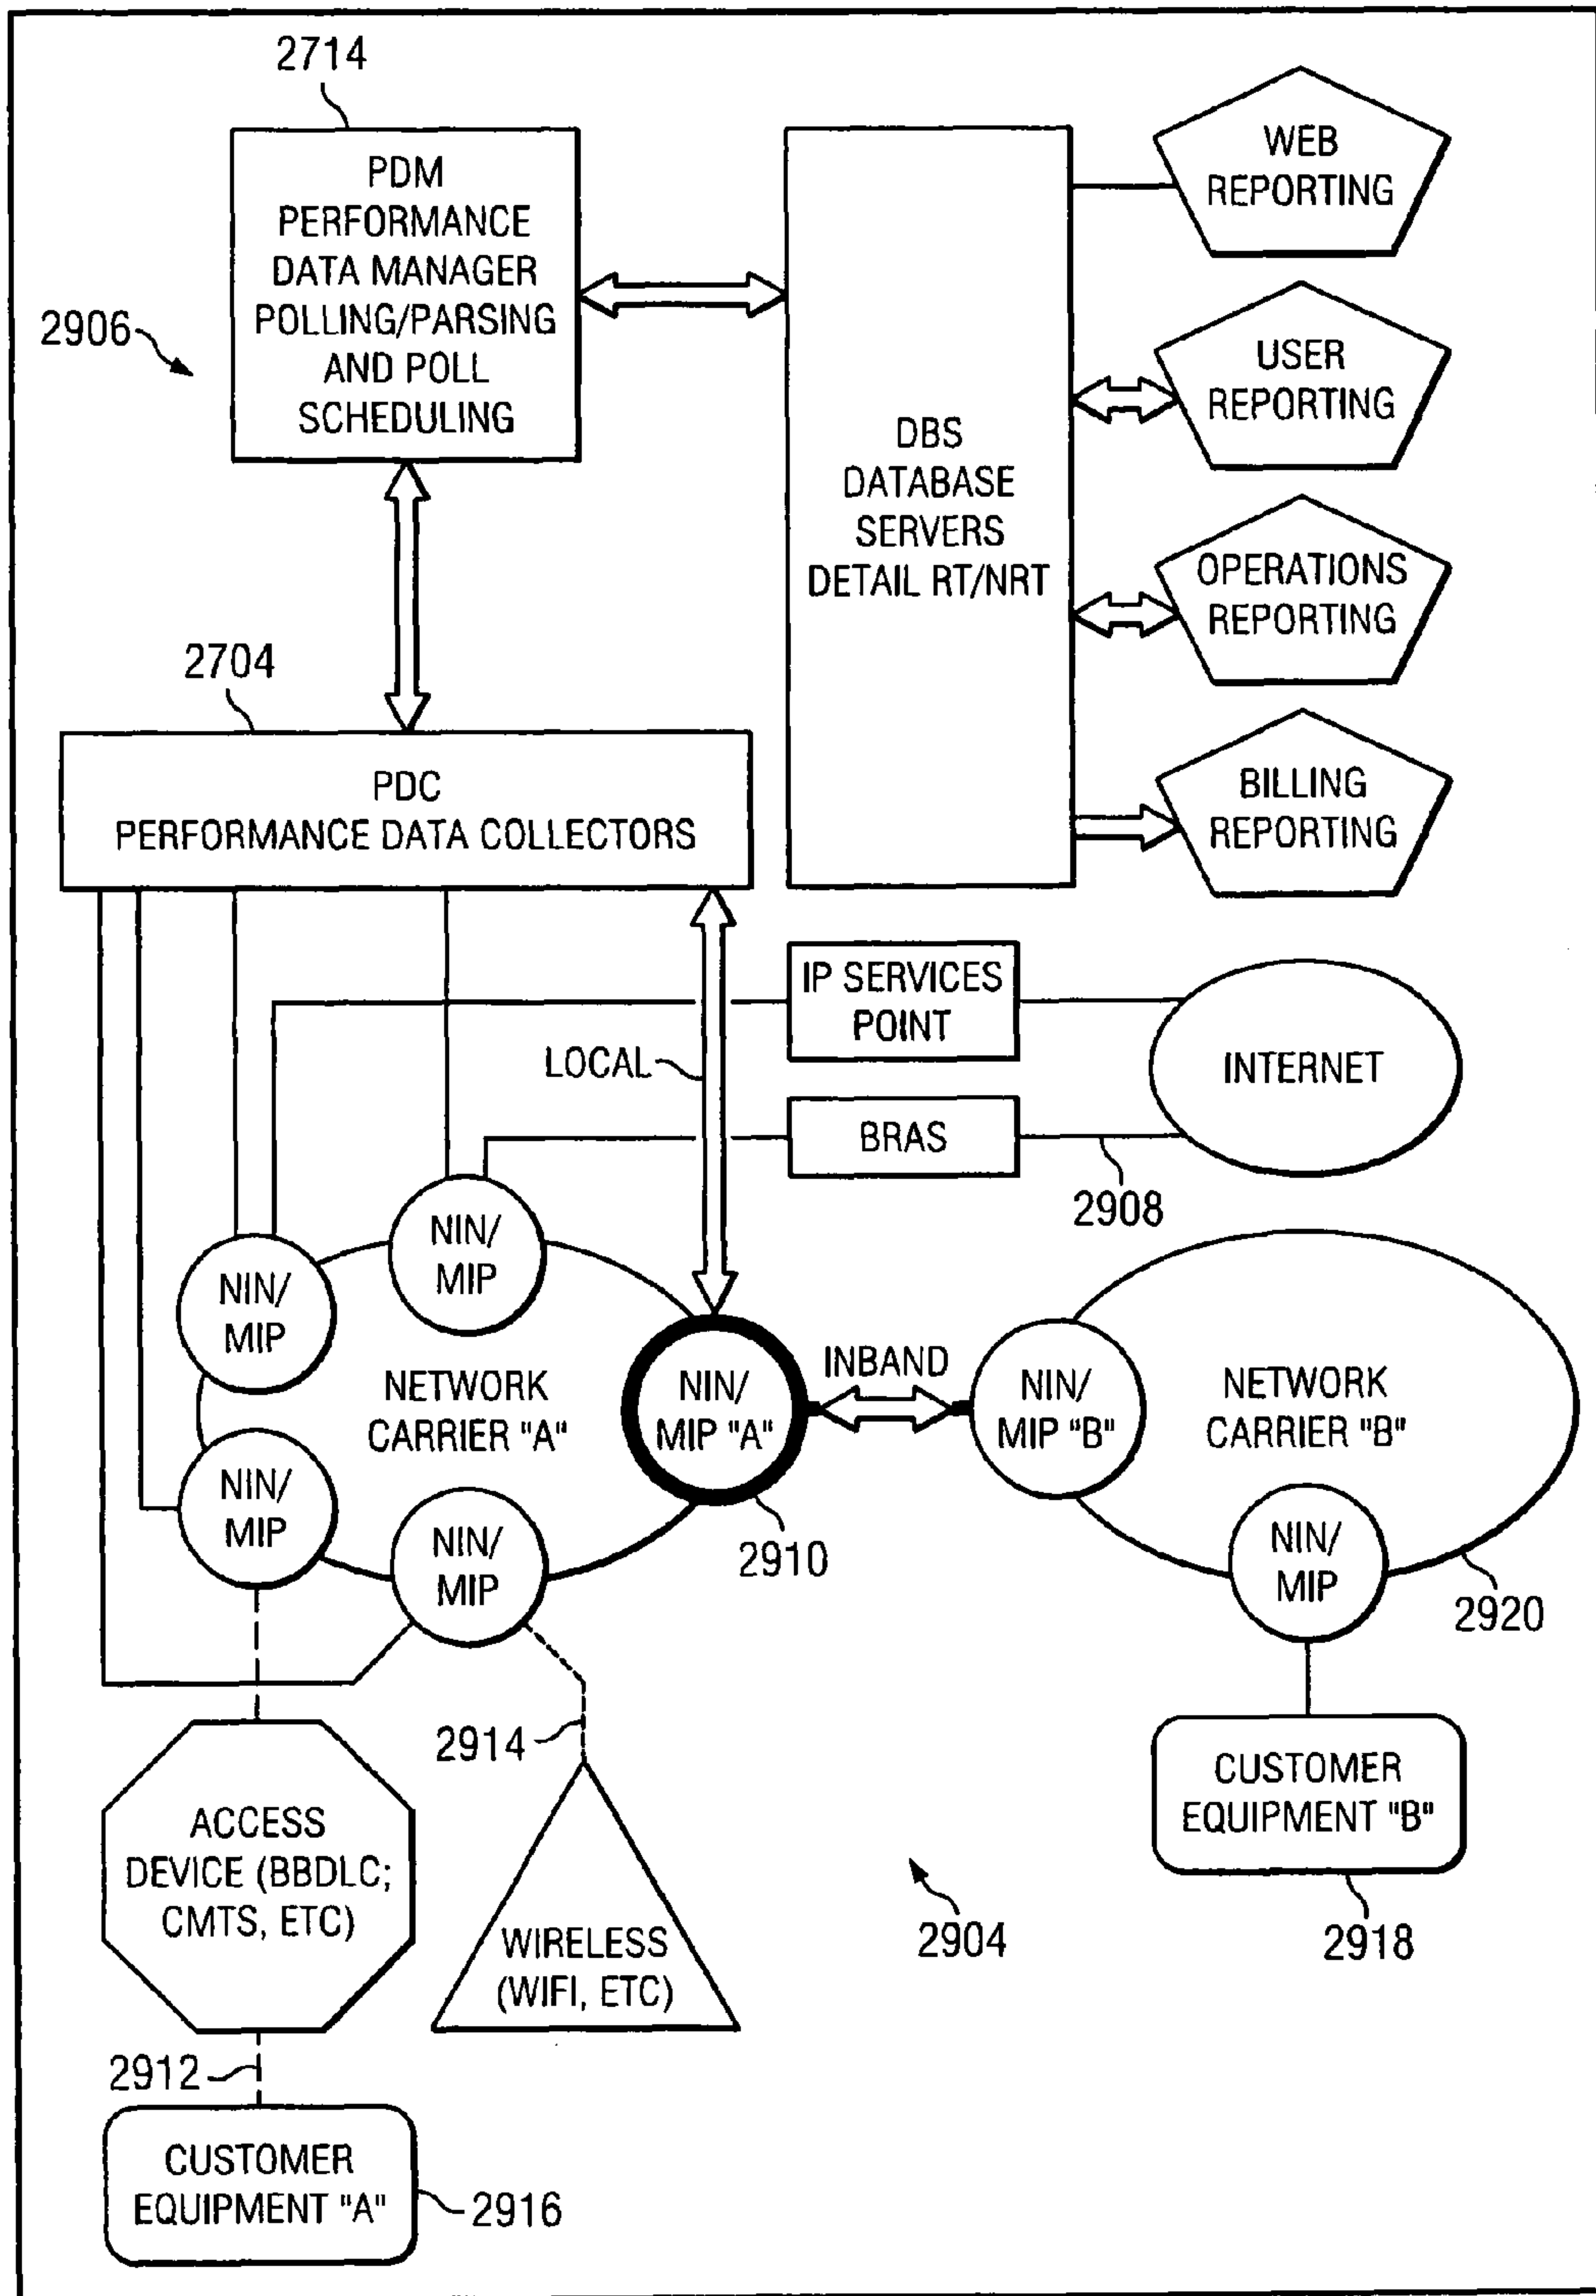 2714
PDM
PERFORMANCE
DATA MANAGER
POLLING/PARSING
AND POLL
SCHEDULING
2906
DBS
DATABASE
SERVERS
DETAIL RT/NRT
WEB
REPORTING
USER
REPORTING
OPERATIONS
REPORTING
BILLING
REPORTING
2704
PDC
PERFORMANCE DATA COLLECTORS
IP SERVICES
POINT
LOCAL
INTERNET
BRAS
2908
NIN/
MIP
NIN/
MIP
NETWORK
CARRIER "A"
NIN/
MIP "A"
INBAND
NIN/
MIP "B"
NETWORK
CARRIER "B"
NIN/
MIP
NIN/
MIP
2910
NIN/
MIP
2920
2914
ACCESS
DEVICE (BBDLC;
CMTS, ETC)
WIRELESS
(WIFI, ETC)
2904
CUSTOMER
EQUIPMENT "B"
2918
2912
CUSTOMER
EQUIPMENT "A"
2916